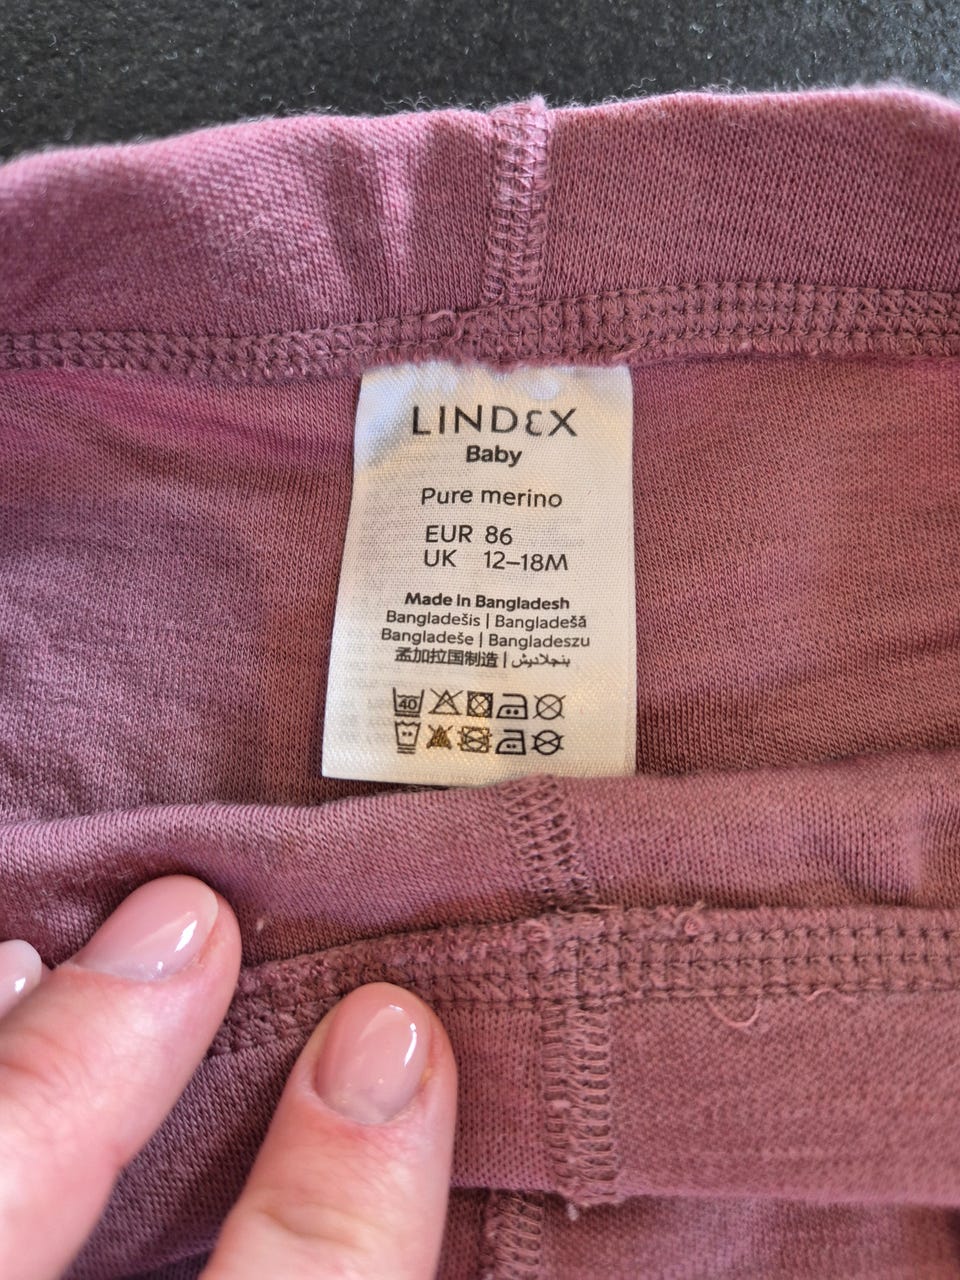 LINDEX
Baby
Pure merino
EUR 86
UK 12–18M
Made in Bangladesh
Bangladešis | Bangladešā
Bangladeše | Bangladeszu
孟加拉国制造 | بنجلاديش
40